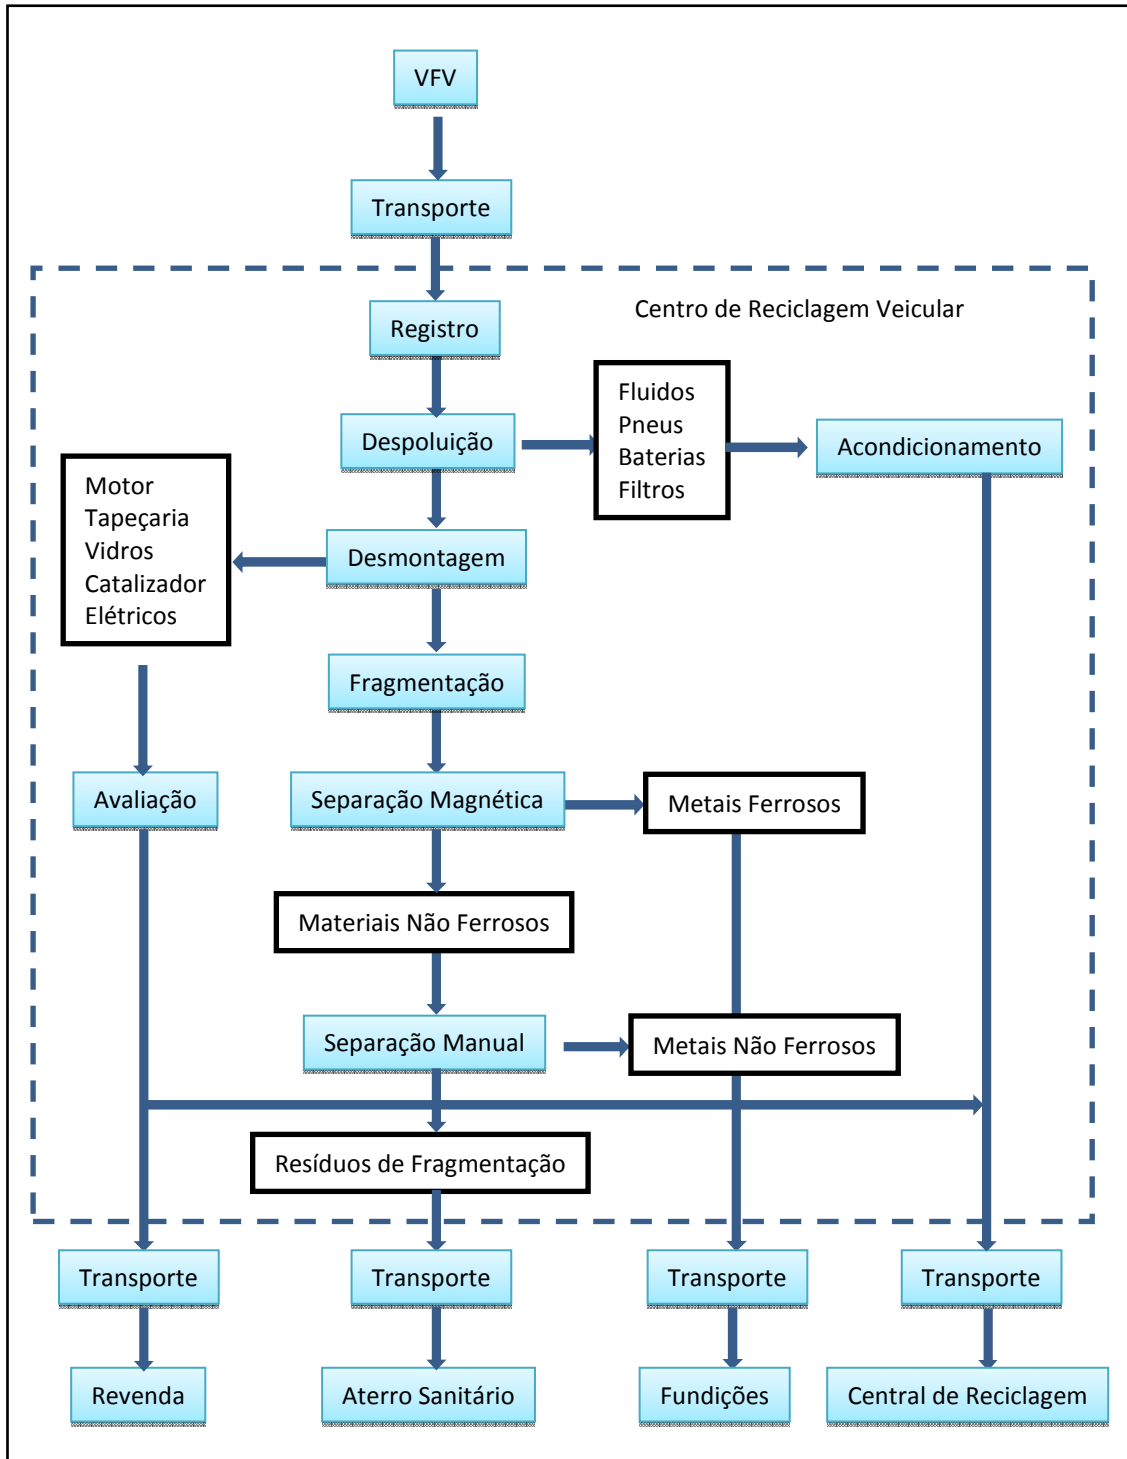 VFV
Transporte
Centro de Reciclagem Veicular
Registro
Fluidos
Pneus
Baterias
Filtros
Despoluição
Acondicionamento
Motor
Tapeçaria
Vidros
Catalizador
Elétricos
Desmontagem
Fragmentação
Avaliação
Separação Magnética
Metais Ferrosos
Materiais Não Ferrosos
Separação Manual
Metais Não Ferrosos
Resíduos de Fragmentação
Transporte
Transporte
Transporte
Transporte
Revenda
Aterro Sanitário
Fundições
Central de Reciclagem